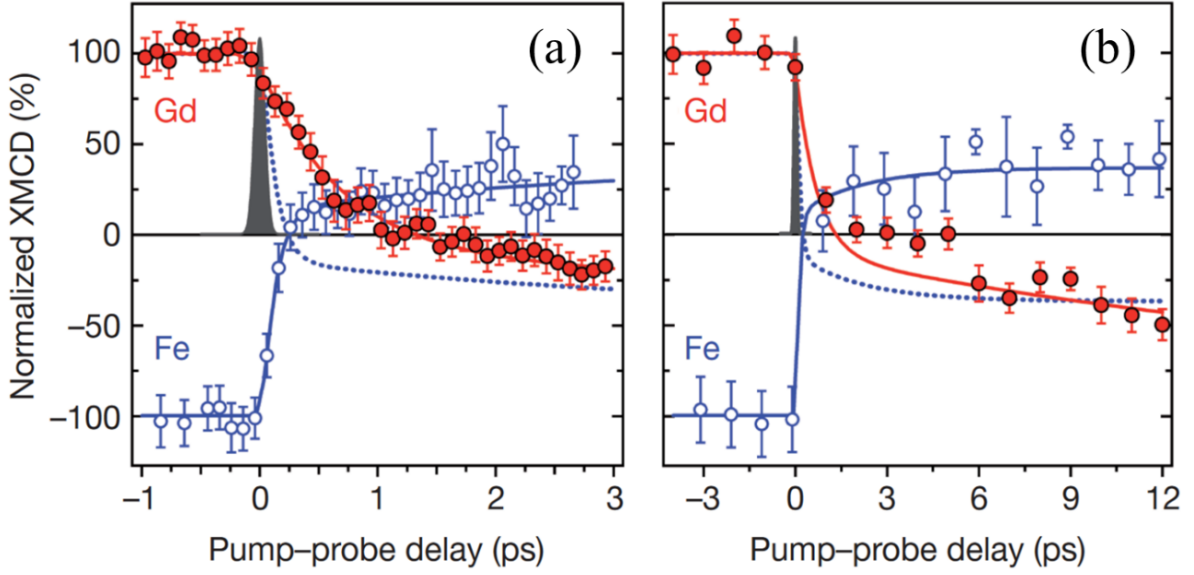 Normalized XMCD (%)
100
50
0
−50
−100
Gd
Fe
(a)
−1
0
1
2
3
Pump–probe delay (ps)
(b)
Gd
Fe
−3
0
3
6
9
12
Pump–probe delay (ps)